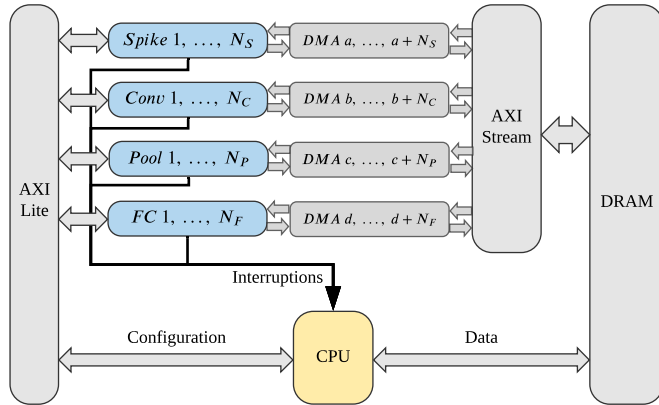 Spike 1, ..., N_S
DMA a, ..., a + N_S
Conv 1, ..., N_C
DMA b, ..., b + N_C
AXI
Stream
Pool 1, ..., N_P
DMA c, ..., c + N_P
AXI
Lite
DRAM
FC 1, ..., N_F
DMA d, ..., d + N_F
Interruptions
Configuration
CPU
Data